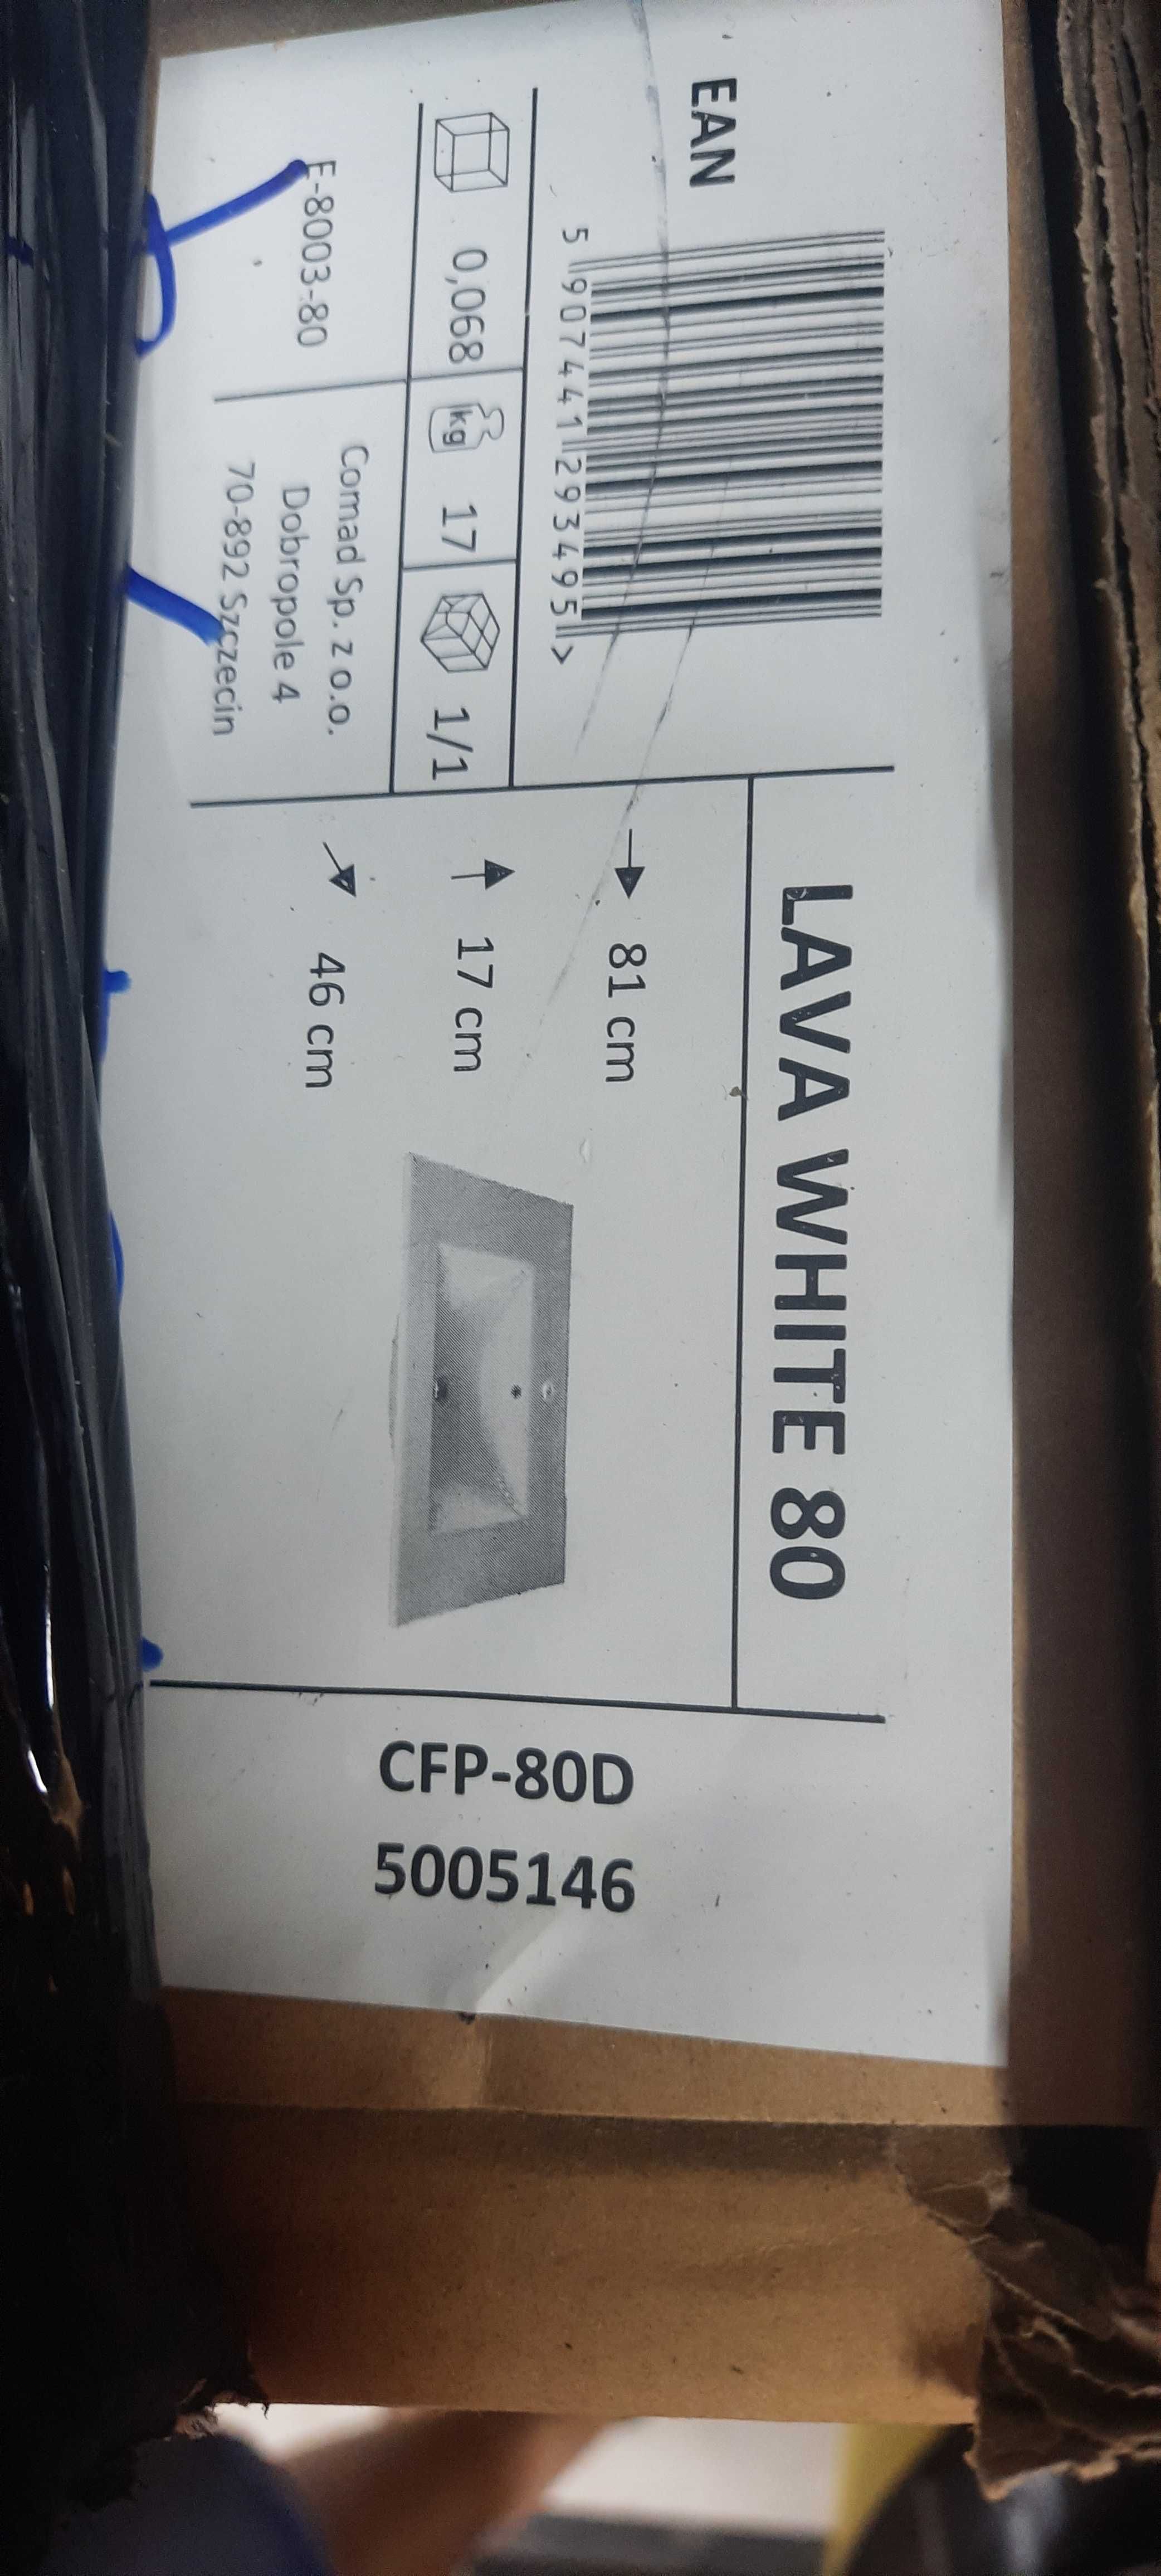 EAN
5 907441 293495 >
0,068
kg 17
1/1
E-8003-80
Comad Sp. z o.o.
Dobropole 4
70-892 Szczecin
LAVA WHITE 80
81 cm
17 cm
46 cm
CFP-80D
5005146